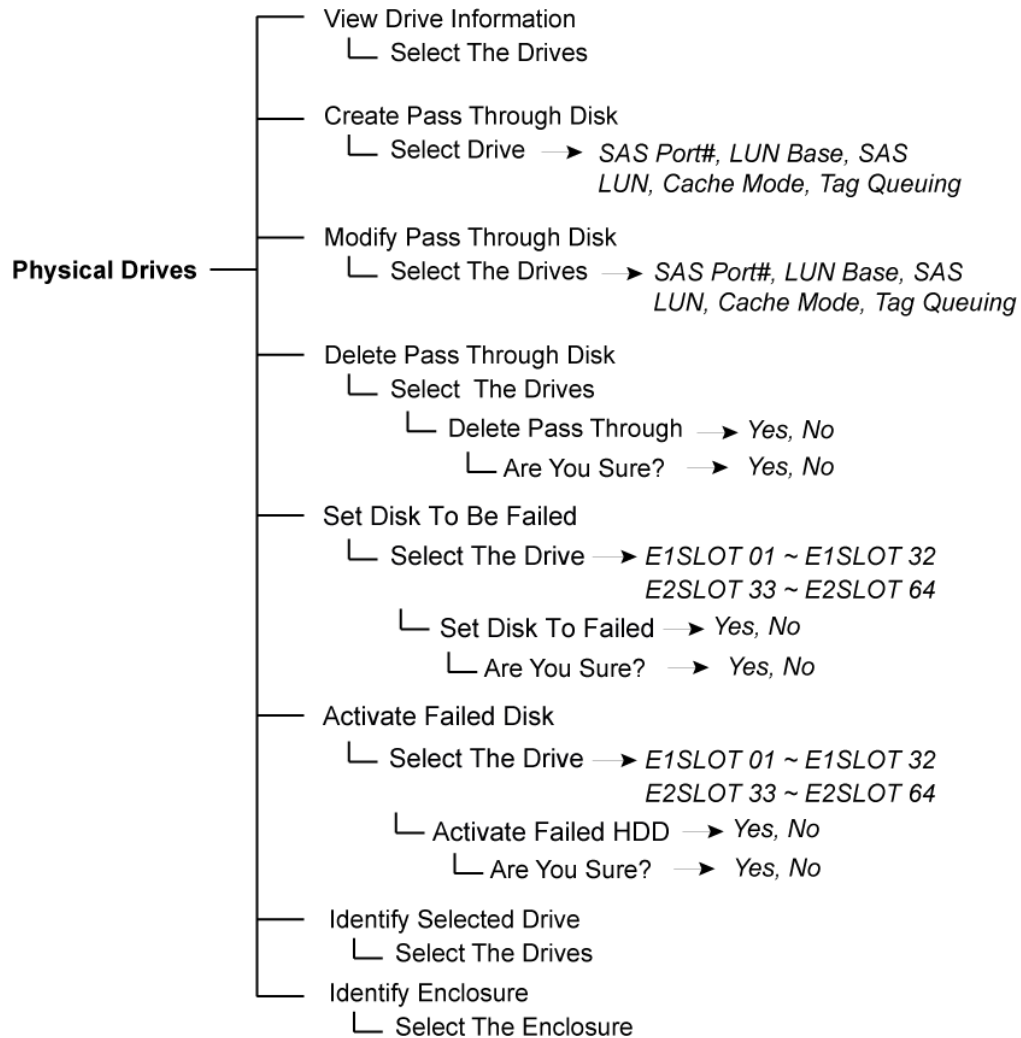 View Drive Information
Select The Drives
Create Pass Through Disk
Select Drive SAS Port#, LUN Base, SAS
LUN, Cache Mode, Tag Queuing
Modify Pass Through Disk
Physical Drives
Select The Drives SAS Port#, LUN Base, SAS
LUN, Cache Mode, Tag Queuing
Delete Pass Through Disk
Select The Drives
Delete Pass Through Yes, No
Are You Sure? Yes, No
Set Disk To Be Failed
Select The Drive E1SLOT 01 ~ E1SLOT 32
E2SLOT 33 ~ E2SLOT 64
Set Disk To Failed Yes, No
Are You Sure? Yes, No
Activate Failed Disk
Select The Drive E1SLOT 01 ~ E1SLOT 32
E2SLOT 33 ~ E2SLOT 64
Activate Failed HDD Yes, No
Are You Sure? Yes, No
Identify Selected Drive
Select The Drives
Identify Enclosure
Select The Enclosure